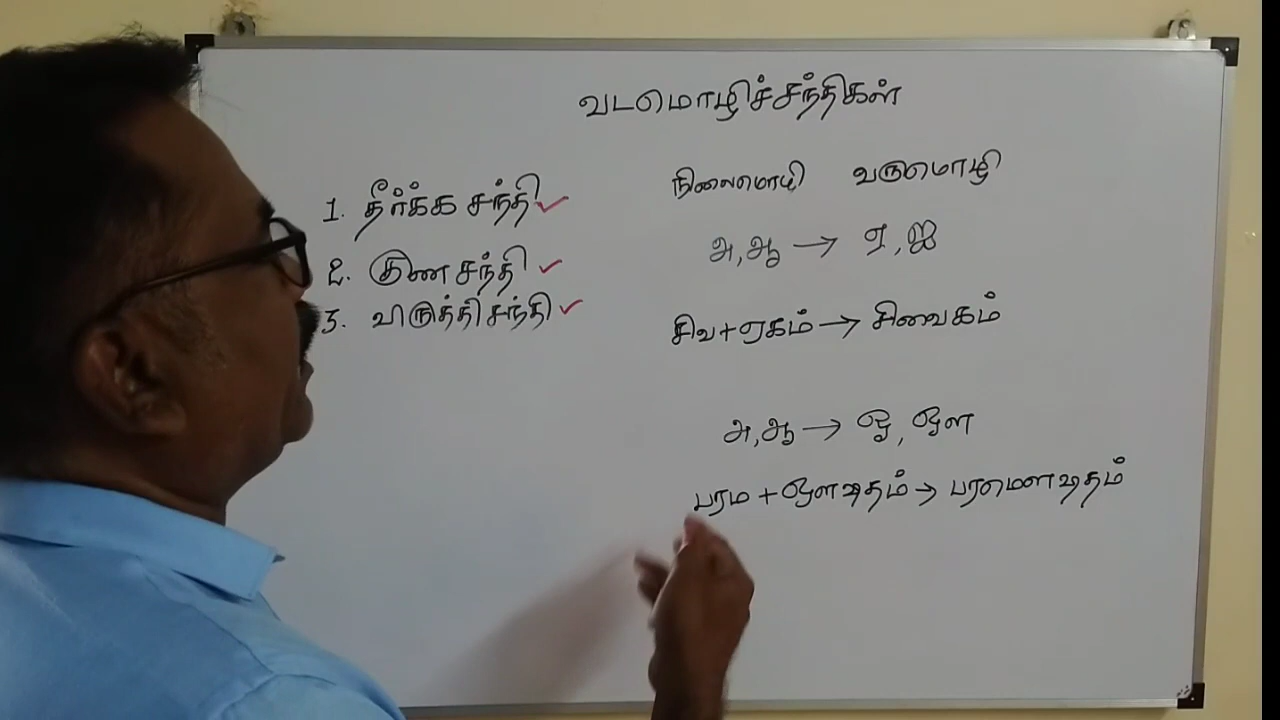 வடமொழிச்சந்திகள்
1. தீர்க்க சந்தி ✓
2. குண சந்தி ✓
3. விருத்தி சந்தி ✓
நிலைமொழி வருமொழி
அ,ஆ → ஏ,ஐ
சிவ+ஏகம் → சிவைகம்
அ,ஆ → ஓ, ஔ
பரம + ஔஷதம் → பரமௌஷதம்